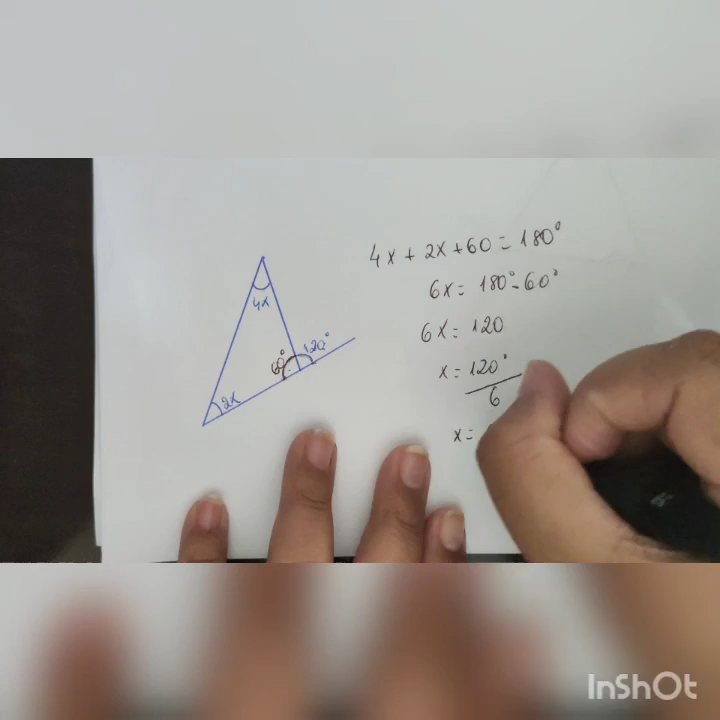 4x + 2x + 60 = 180°
6x = 180° - 60°
6x = 120
x = 120°
6
x =
4x
60° 120°
2x
InShOt